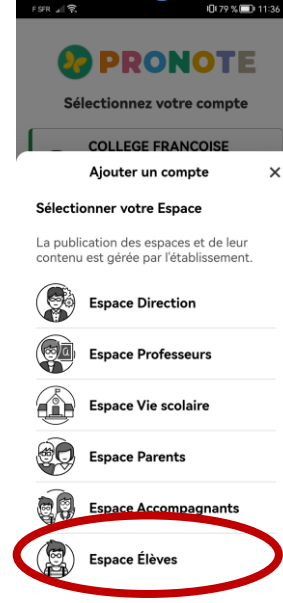 F SFR 79 % 11:36
PRONOTE
Sélectionnez votre compte
COLLEGE FRANCOISE
Ajouter un compte ×
Sélectionner votre Espace
La publication des espaces et de leur
contenu est gérée par l'établissement.
Espace Direction
Espace Professeurs
Espace Vie scolaire
Espace Parents
Espace Accompagnants
Espace Élèves